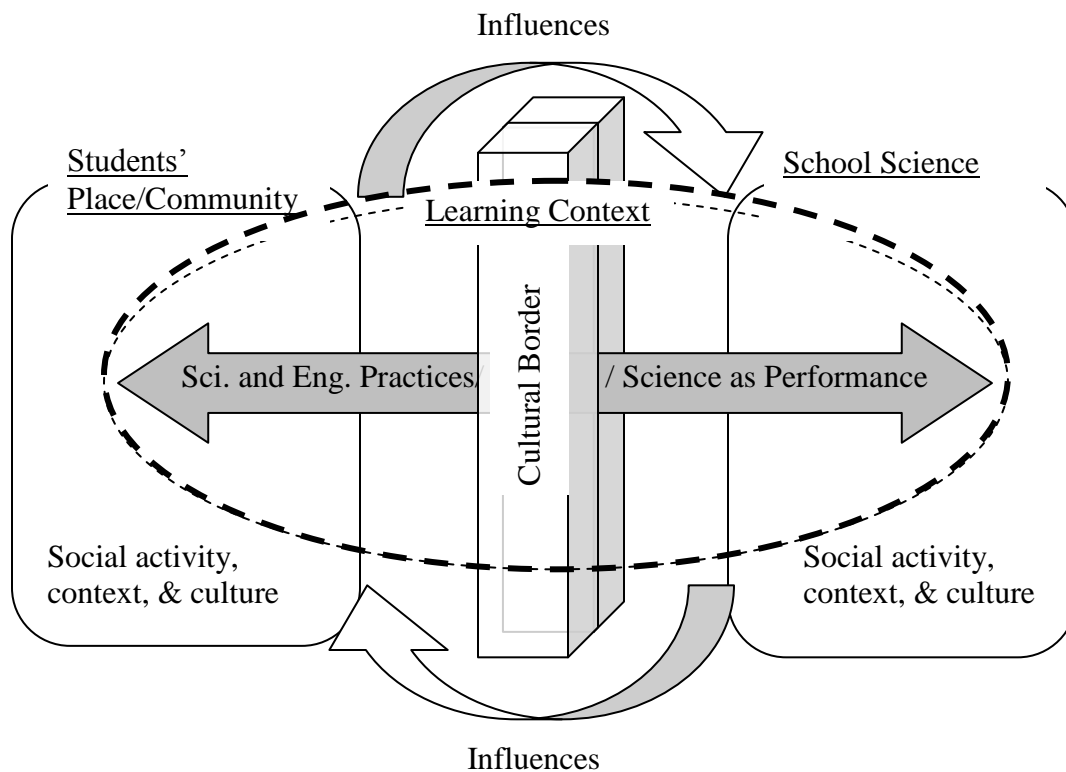 Influences
Students'
Place/Community
School Science
Learning Context
Cultural Border
Sci. and Eng. Practices/
/ Science as Performance
Social activity,
context, & culture
Social activity,
context, & culture
Influences